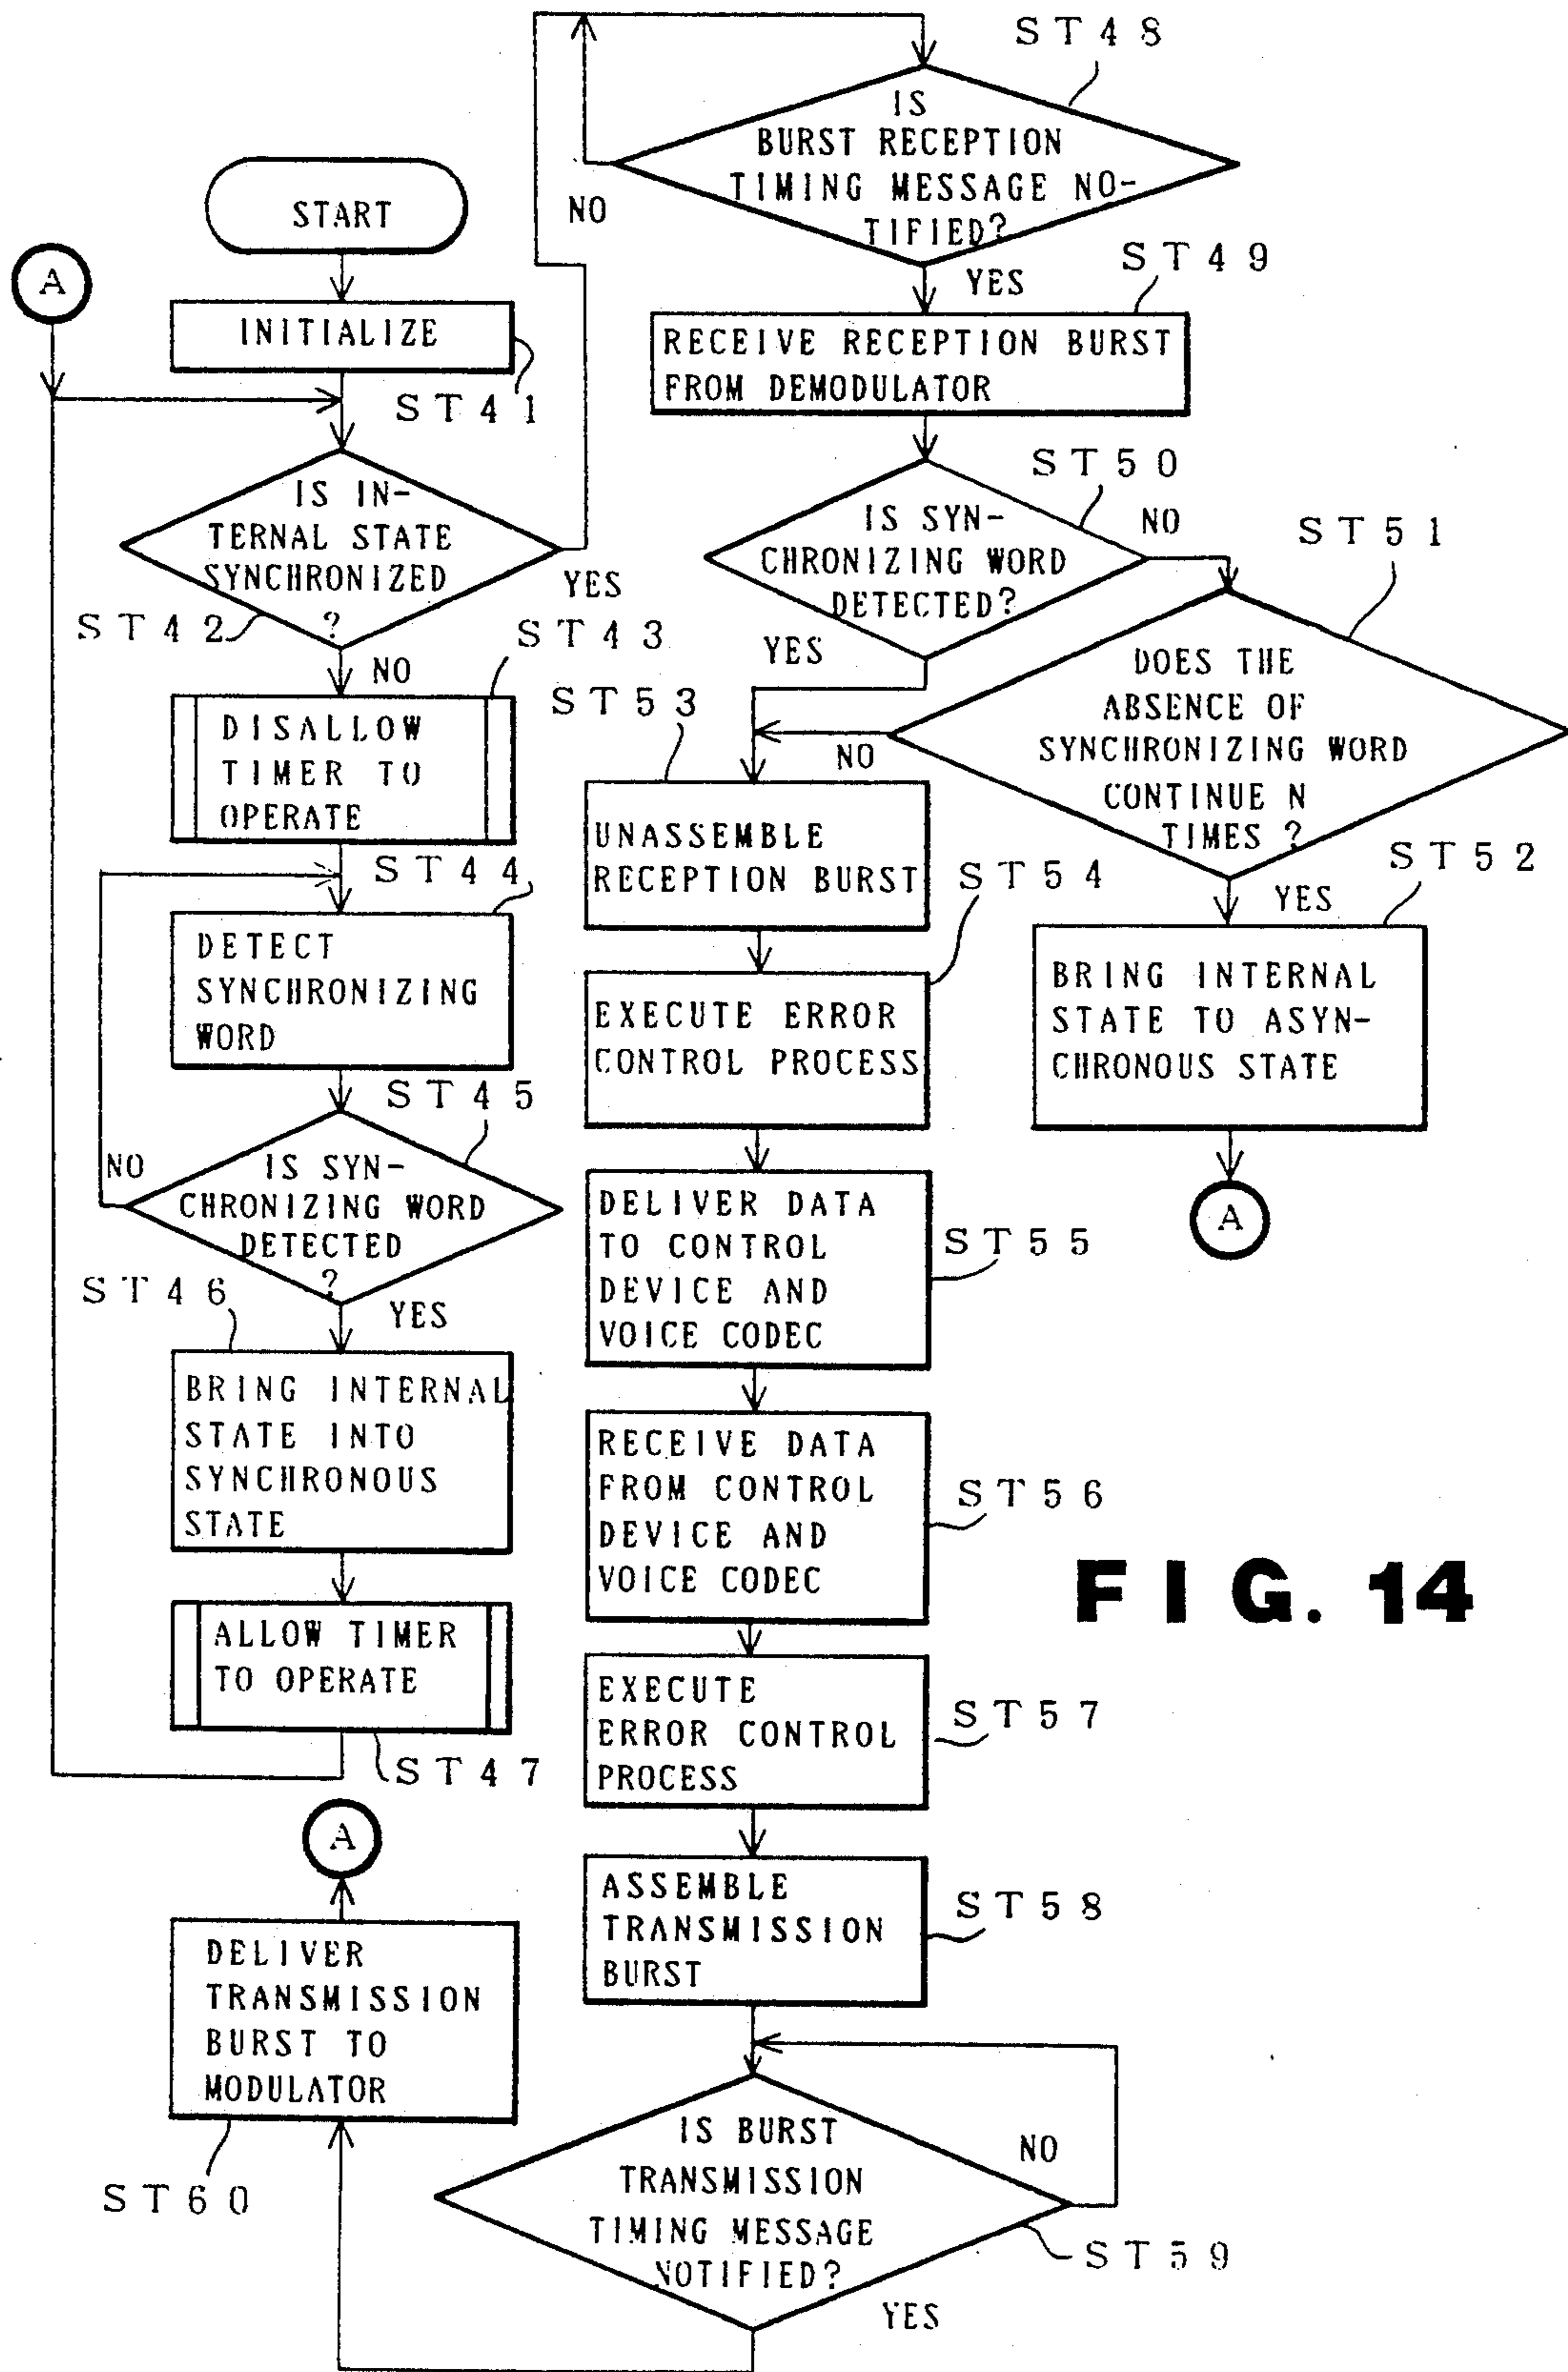 START
A
INITIALIZE
ST41
IS IN-
TERNAL STATE
SYNCHRONIZED
?
YES
ST42
NO
ST43
DISALLOW
TIMER TO
OPERATE
ST44
DETECT
SYNCHRONIZING
WORD
ST45
NO
IS SYN-
CHRONIZING WORD
DETECTED
?
ST46
YES
BRING INTERNAL
STATE INTO
SYNCHRONOUS
STATE
ALLOW TIMER
TO OPERATE
ST47
A
DELIVER
TRANSMISSION
BURST TO
MODULATOR
ST60
ST48
IS
BURST RECEPTION
TIMING MESSAGE NO-
TIFIED?
NO
YES
ST49
RECEIVE RECEPTION BURST
FROM DEMODULATOR
ST50
IS SYN-
CHRONIZING WORD
DETECTED?
NO
YES
ST51
DOES THE
ABSENCE OF
SYNCHRONIZING WORD
CONTINUE N
TIMES ?
NO
YES
ST52
BRING INTERNAL
STATE TO ASYN-
CHRONOUS STATE
A
ST53
UNASSEMBLE
RECEPTION BURST
ST54
EXECUTE ERROR
CONTROL PROCESS
DELIVER DATA
TO CONTROL
DEVICE AND
VOICE CODEC
ST55
RECEIVE DATA
FROM CONTROL
DEVICE AND
VOICE CODEC
ST56
EXECUTE
ERROR CONTROL
PROCESS
ST57
ASSEMBLE
TRANSMISSION
BURST
ST58
IS BURST
TRANSMISSION
TIMING MESSAGE
NOTIFIED?
NO
ST59
YES
FIG. 14